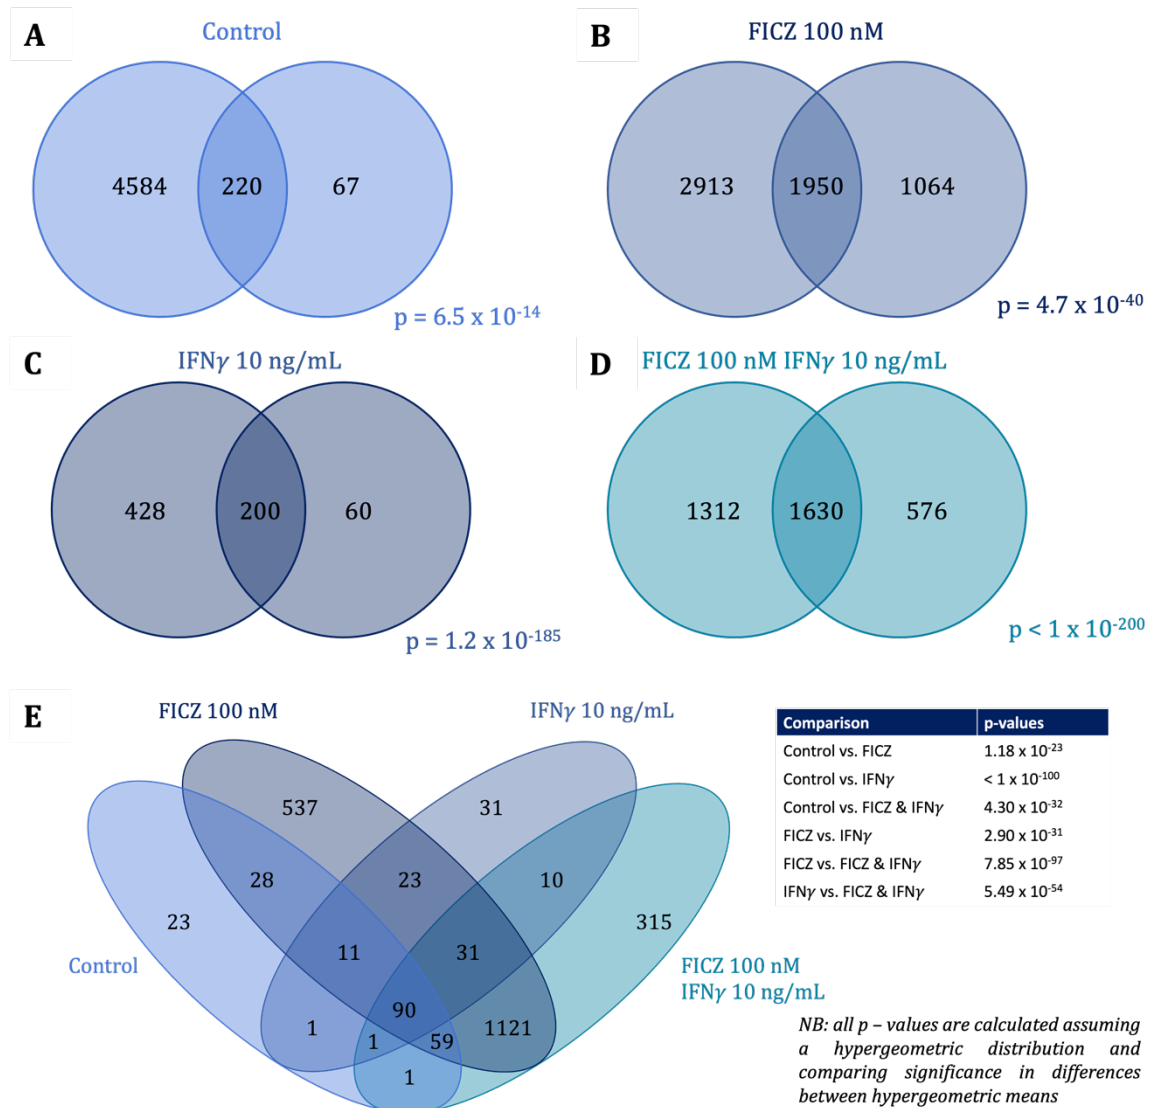 A
Control
4584
220
67
p = 6.5 x 10⁻¹⁴
B
FICZ 100 nM
2913
1950
1064
p = 4.7 x 10⁻⁴⁰
C
IFNγ 10 ng/mL
428
200
60
p = 1.2 x 10⁻¹⁸⁵
D
FICZ 100 nM IFNγ 10 ng/mL
1312
1630
576
p < 1 x 10⁻²⁰⁰
E
FICZ 100 nM
IFNγ 10 ng/mL
537
31
28
23
10
23
315
11
31
Control
FICZ 100 nM
IFNγ 10 ng/mL
90
1
1
59
1121
1
Comparison p-values
Control vs. FICZ 1.18 x 10⁻²³
Control vs. IFNγ < 1 x 10⁻¹⁰⁰
Control vs. FICZ & IFNγ 4.30 x 10⁻³²
FICZ vs. IFNγ 2.90 x 10⁻³¹
FICZ vs. FICZ & IFNγ 7.85 x 10⁻⁹⁷
IFNγ vs. FICZ & IFNγ 5.49 x 10⁻⁵⁴
NB: all p – values are calculated assuming
a hypergeometric distribution and
comparing significance in differences
between hypergeometric means